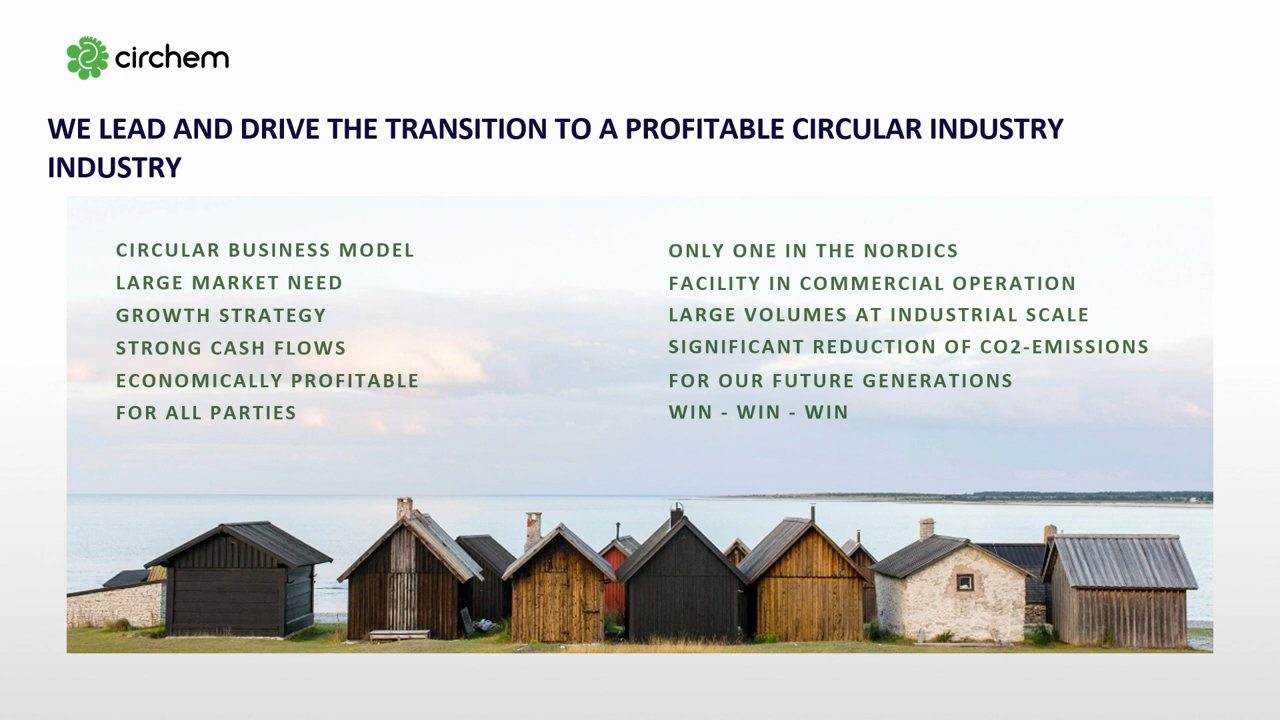 circhem
WE LEAD AND DRIVE THE TRANSITION TO A PROFITABLE CIRCULAR INDUSTRY
INDUSTRY
CIRCULAR BUSINESS MODEL
LARGE MARKET NEED
GROWTH STRATEGY
STRONG CASH FLOWS
ECONOMICALLY PROFITABLE
FOR ALL PARTIES
ONLY ONE IN THE NORDICS
FACILITY IN COMMERCIAL OPERATION
LARGE VOLUMES AT INDUSTRIAL SCALE
SIGNIFICANT REDUCTION OF CO2-EMISSIONS
FOR OUR FUTURE GENERATIONS
WIN - WIN - WIN